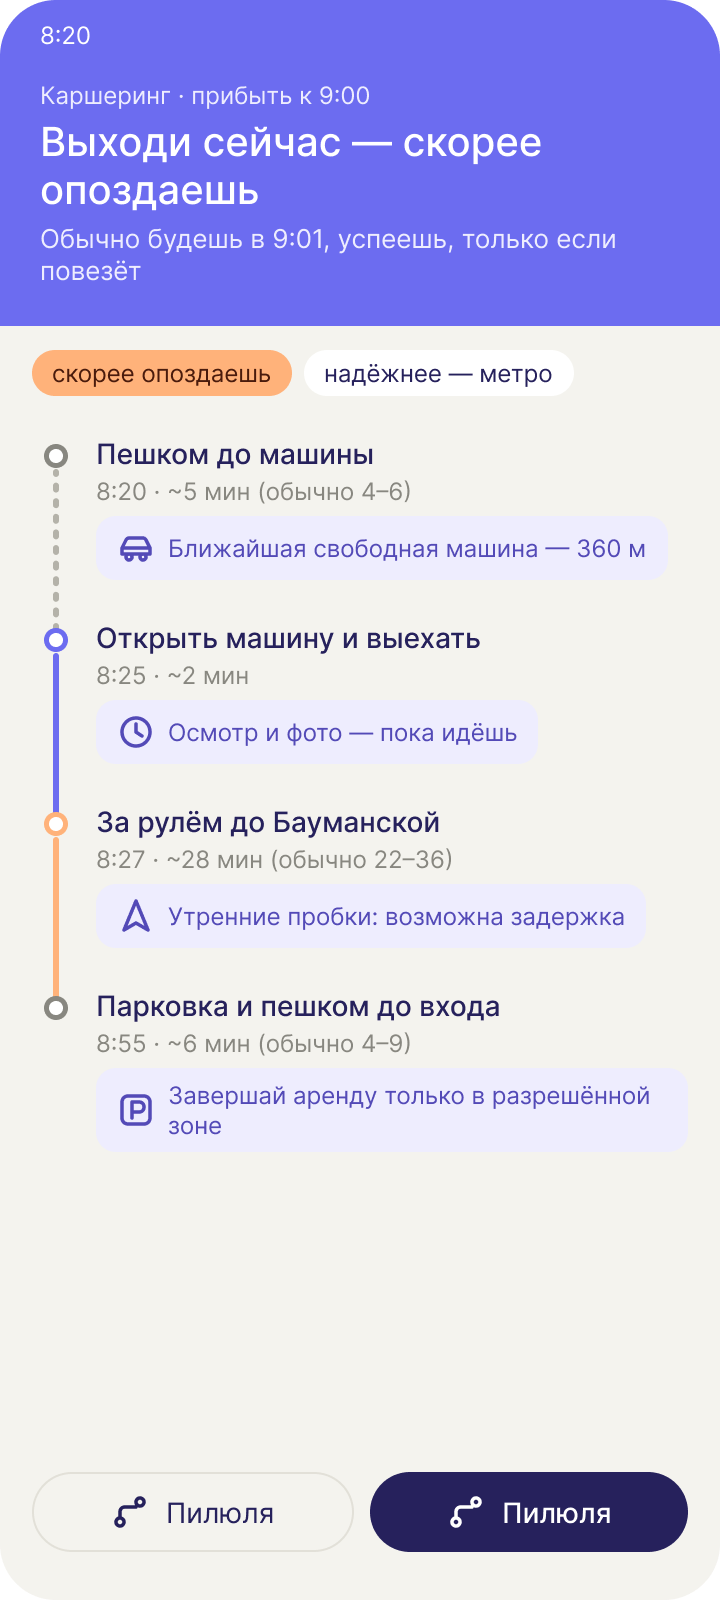 8:20
Каршеринг · прибыть к 9:00
Выходи сейчас — скорее
опоздаешь
Обычно будешь в 9:01, успеешь, только если
повезёт
скорее опоздаешь
надёжнее — метро
Пешком до машины
8:20 · ~5 мин (обычно 4–6)
Ближайшая свободная машина — 360 м
Открыть машину и выехать
8:25 · ~2 мин
Осмотр и фото — пока идёшь
За рулём до Бауманской
8:27 · ~28 мин (обычно 22–36)
Утренние пробки: возможна задержка
Парковка и пешком до входа
8:55 · ~6 мин (обычно 4–9)
Завершай аренду только в разрешённой
зоне
Пилюля
Пилюля